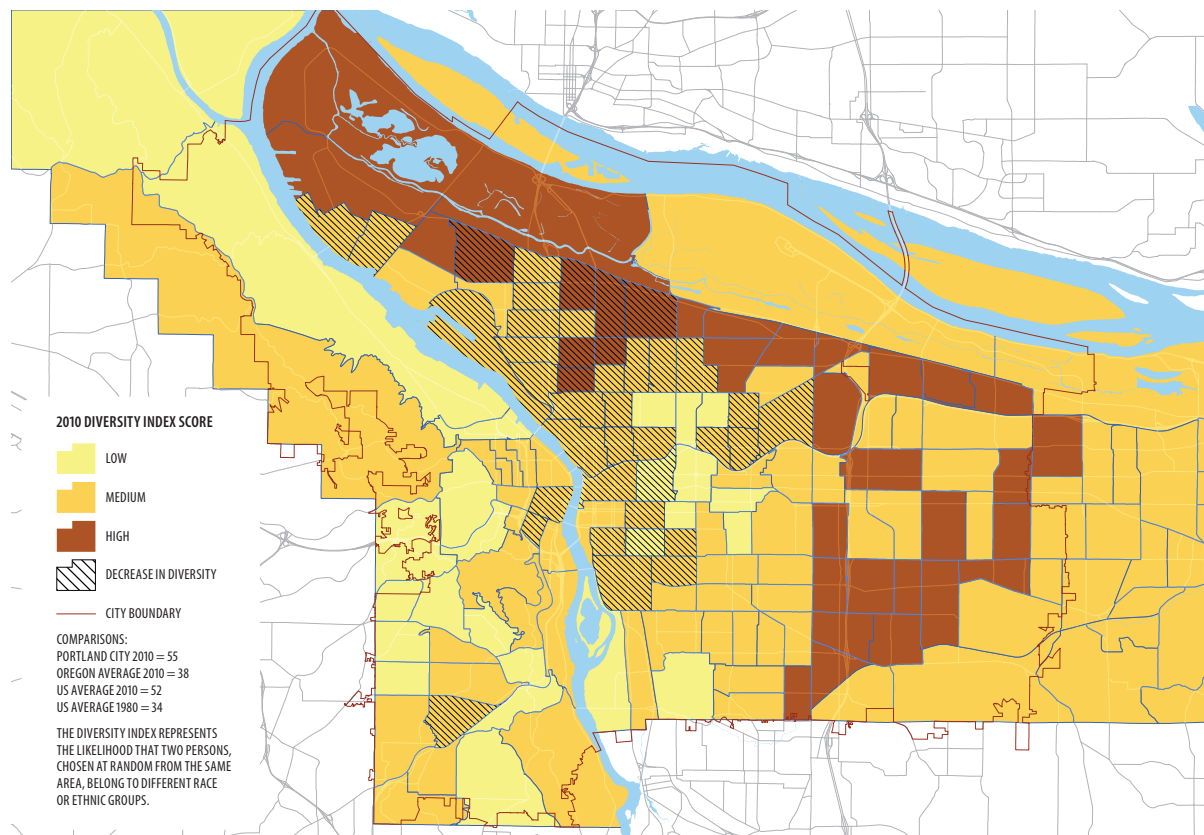 2010 DIVERSITY INDEX SCORE
LOW
MEDIUM
HIGH
DECREASE IN DIVERSITY
CITY BOUNDARY
COMPARISONS:
PORTLAND CITY 2010 = 55
OREGON AVERAGE 2010 = 38
US AVERAGE 2010 = 52
US AVERAGE 1980 = 34
THE DIVERSITY INDEX REPRESENTS
THE LIKELIHOOD THAT TWO PERSONS,
CHOSEN AT RANDOM FROM THE SAME
AREA, BELONG TO DIFFERENT RACE
OR ETHNIC GROUPS.